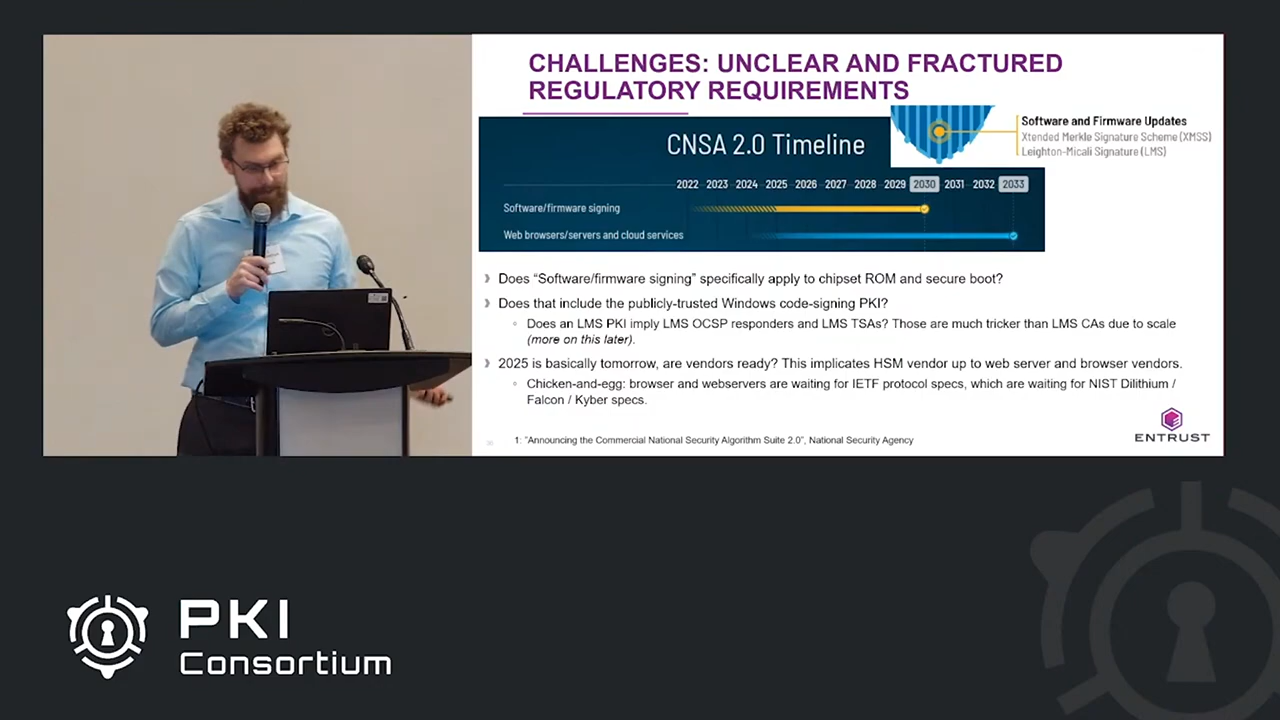 CHALLENGES: UNCLEAR AND FRACTURED
REGULATORY REQUIREMENTS
CNSA 2.0 Timeline
Software and Firmware Updates
Xtended Merkle Signature Scheme (XMSS)
Leighton-Micali Signature (LMS)
2022 2023 2024 2025 2026 2027 2028 2029 2030 2031 2032 2033
Software/firmware signing
Web browsers/servers and cloud services
Does “Software/firmware signing” specifically apply to chipset ROM and secure boot?
Does that include the publicly-trusted Windows code-signing PKI?
Does an LMS PKI imply LMS OCSP responders and LMS TSAs? Those are much tricker than LMS CAs due to scale
(more on this later).
2025 is basically tomorrow, are vendors ready? This implicates HSM vendor up to web server and browser vendors.
Chicken-and-egg: browser and webservers are waiting for IETF protocol specs, which are waiting for NIST Dilithium /
Falcon / Kyber specs.
1: "Announcing the Commercial National Security Algorithm Suite 2.0", National Security Agency
ENTRUST
PKI
Consortium